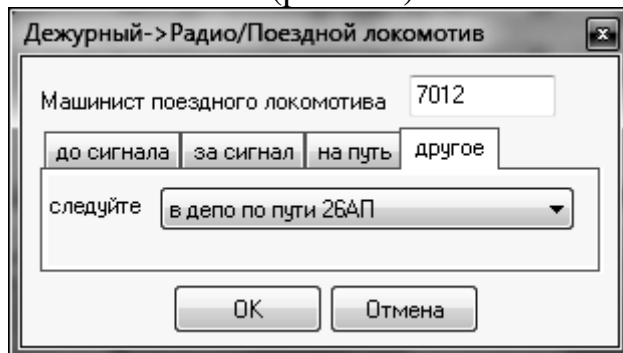 Дежурный->Радио/Поездной локомотив
Машинист поездного локомотива 7012
до сигнала за сигнал на путь другое
следуйте в депо по пути 26АП
OK Отмена